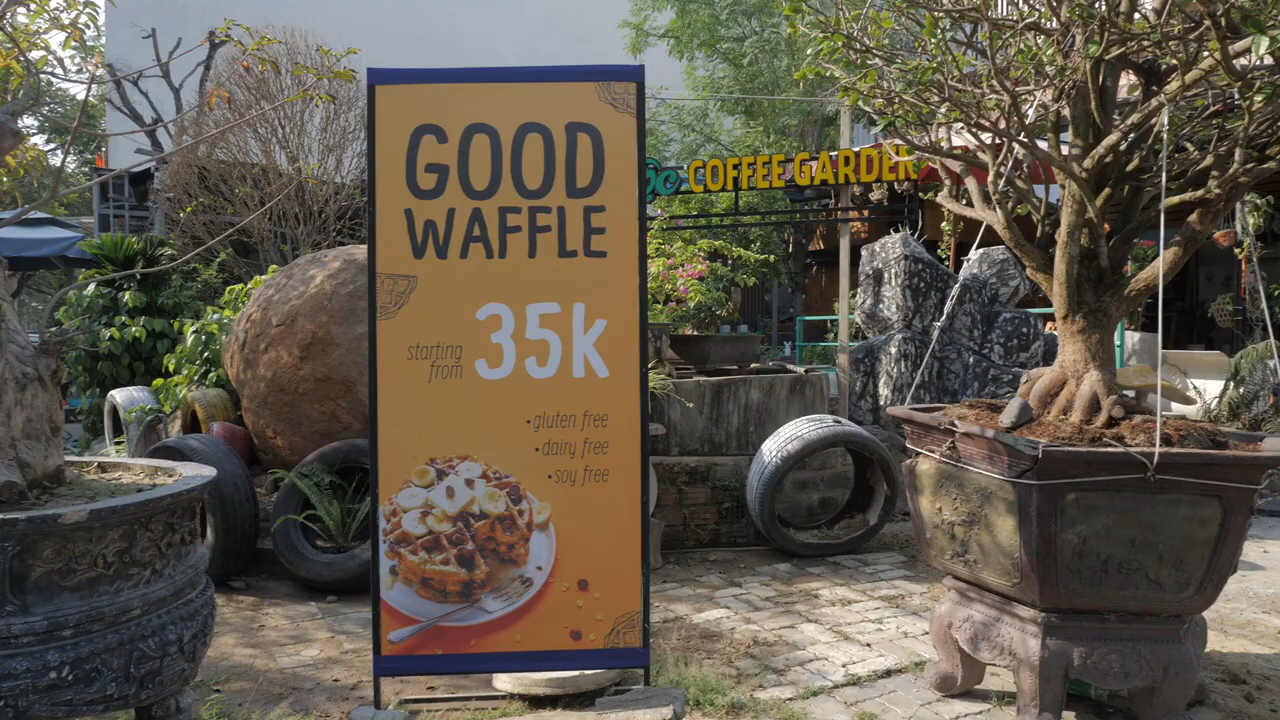 GOOD
WAFFLE
starting
from
35k
•gluten free
•dairy free
•soy free
COFFEE GARDEN